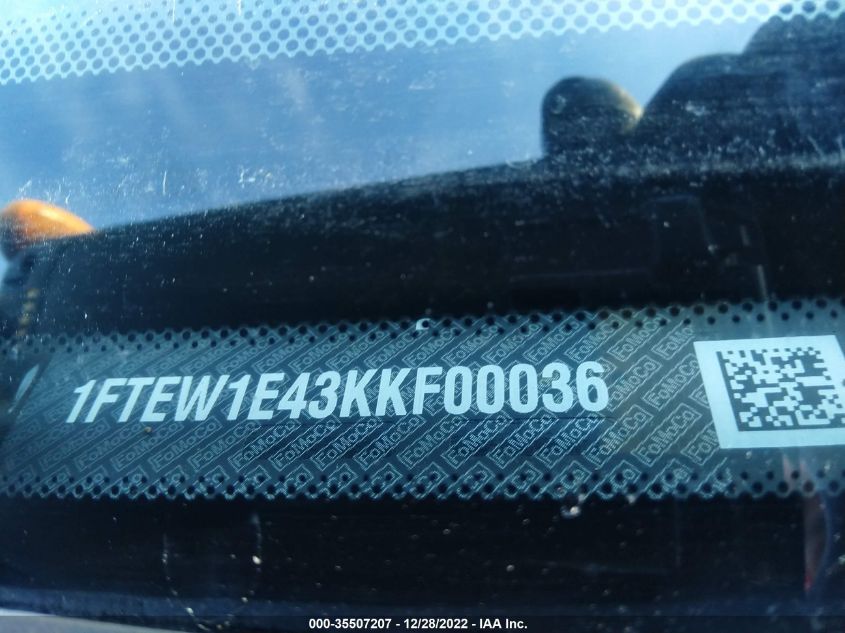 1FTEW1E43KKF00036
000-35507207 - 12/28/2022 - IAA Inc.